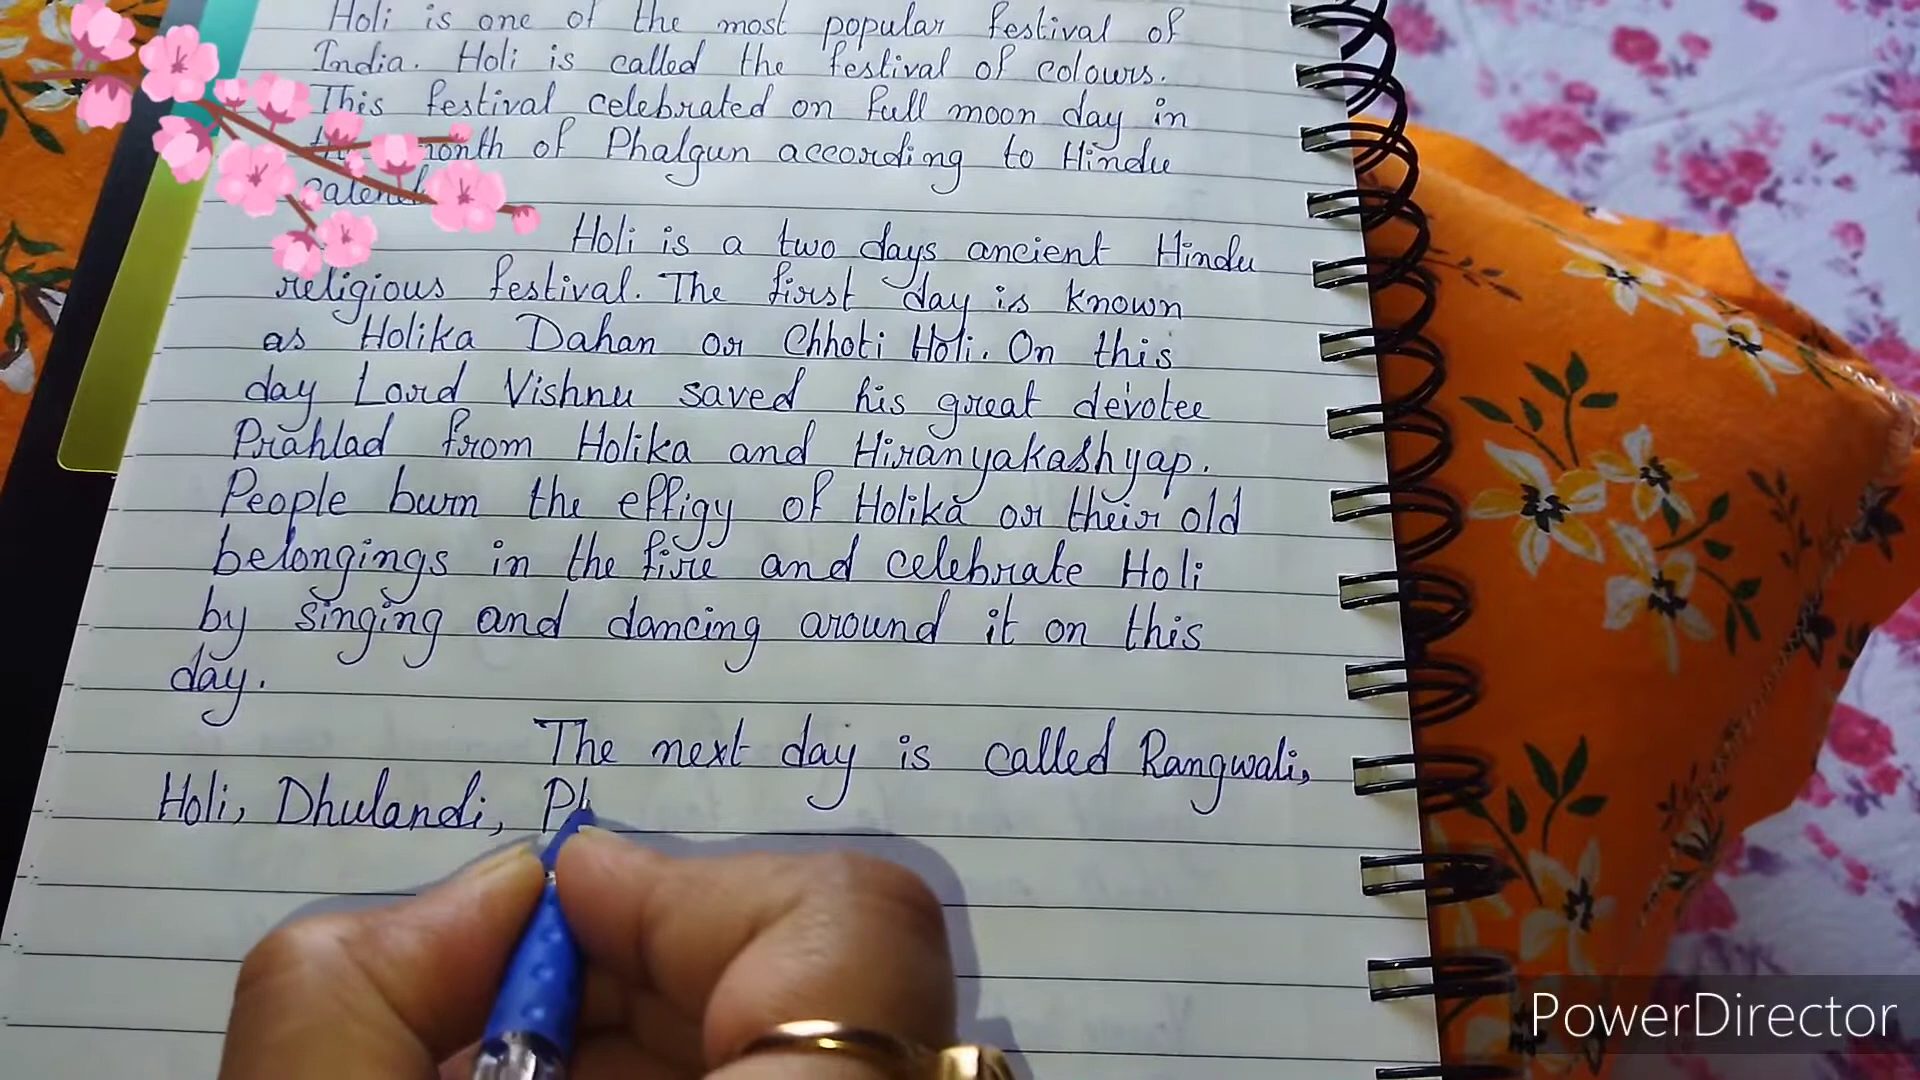 Holi is one of the most popular festival of
India. Holi is called the festival of colours.
This festival celebrated on full moon day in
month of Phalgun according to Hindu
Holi is a two days ancient Hindu
religious festival. The first day is known
as Holika Dahan or Chhoti Holi. On this
day Lord Vishnu saved his great devotee
Prahlad from Holika and Hiranyakashyap.
People burn the effigy of Holika or their old
belongings in the fire and celebrate Holi
by singing and dancing around it on this
day.
The next day is called Rangwali,
Holi, Dhulandi, Ph
PowerDirector